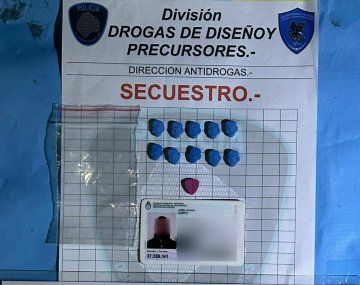 POLICIA
División
DROGAS DE DISEÑOY
PRECURSORES.-
DIRECCION ANTIDROGAS.-
SECUESTRO.-